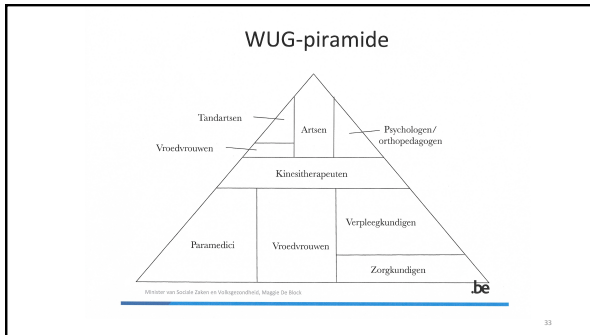 WUG-piramide
Tandartsen
Artsen
Psychologen/
orthopedagogen
Vroedvrouwen
Kinesitherapeuten
Verpleegkundigen
Paramedici
Vroedvrouwen
Zorgkundigen
Minister van Sociale Zaken en Volksgezondheid, Maggie De Block
.be
33